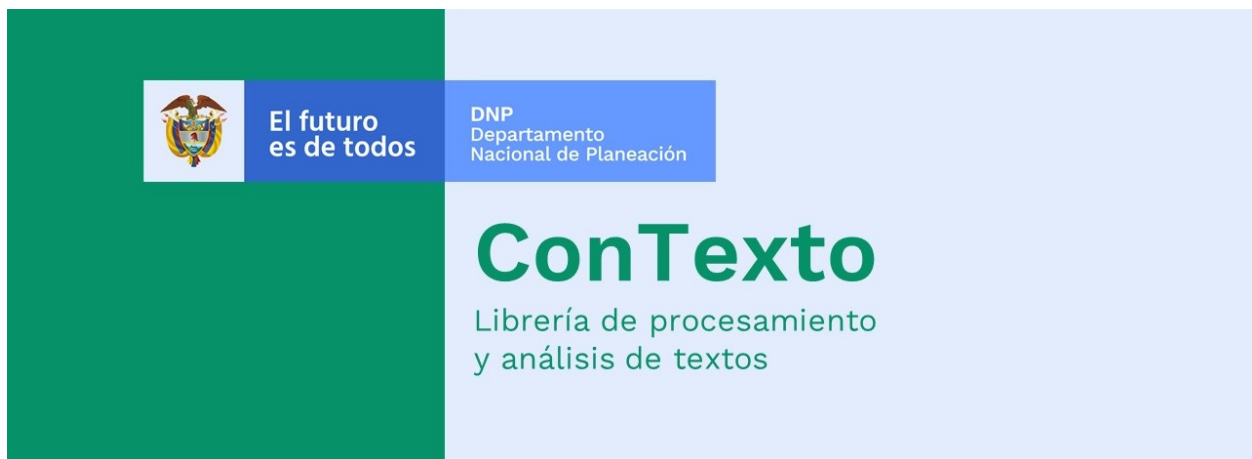 El futuro
es de todos
DNP
Departamento
Nacional de Planeación
ConTexto
Librería de procesamiento
y análisis de textos